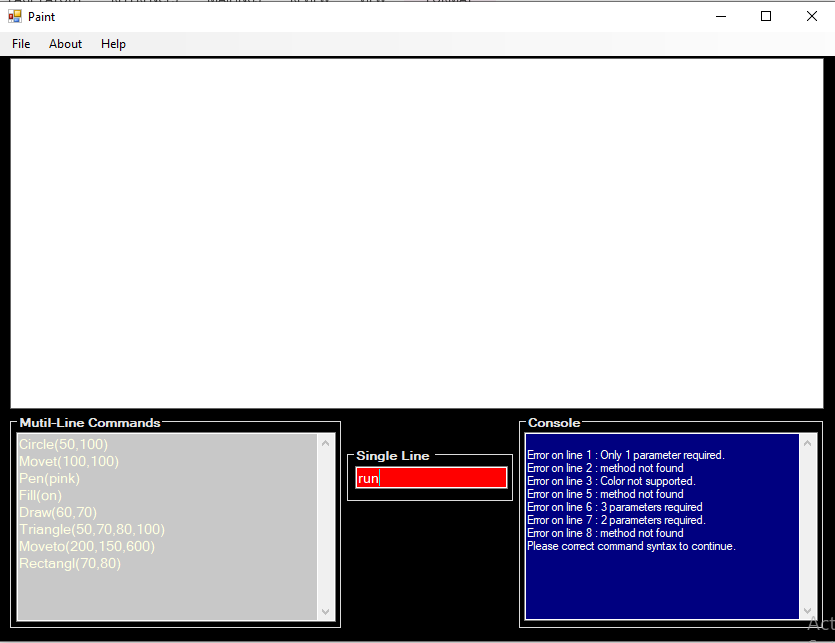 Paint
File About Help
Mutil-Line Commands
Circle(50,100)
Movet(100,100)
Pen(pink)
Fill(on)
Draw(60,70)
Triangle(50,70,80,100)
Moveto(200,150,600)
Rectangl(70,80)
Single Line
run
Console
Error on line 1 : Only 1 parameter required.
Error on line 2 : method not found
Error on line 3 : Color not supported.
Error on line 5 : method not found
Error on line 6 : 3 parameters required
Error on line 7 : 2 parameters required.
Error on line 8 : method not found
Please correct command syntax to continue.
Act